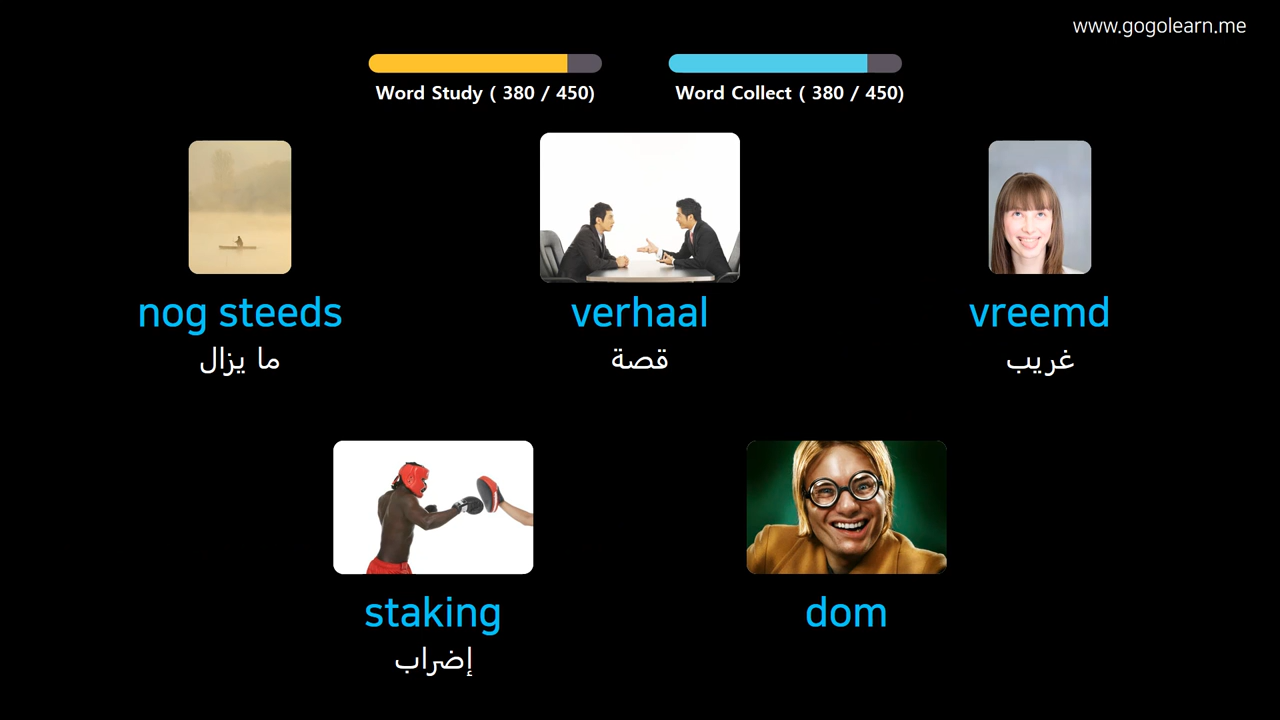 www.gogolearn.me
Word Study ( 380 / 450)
Word Collect ( 380 / 450)
nog steeds
ما يزال
verhaal
قصة
vreemd
غريب
staking
إضراب
dom